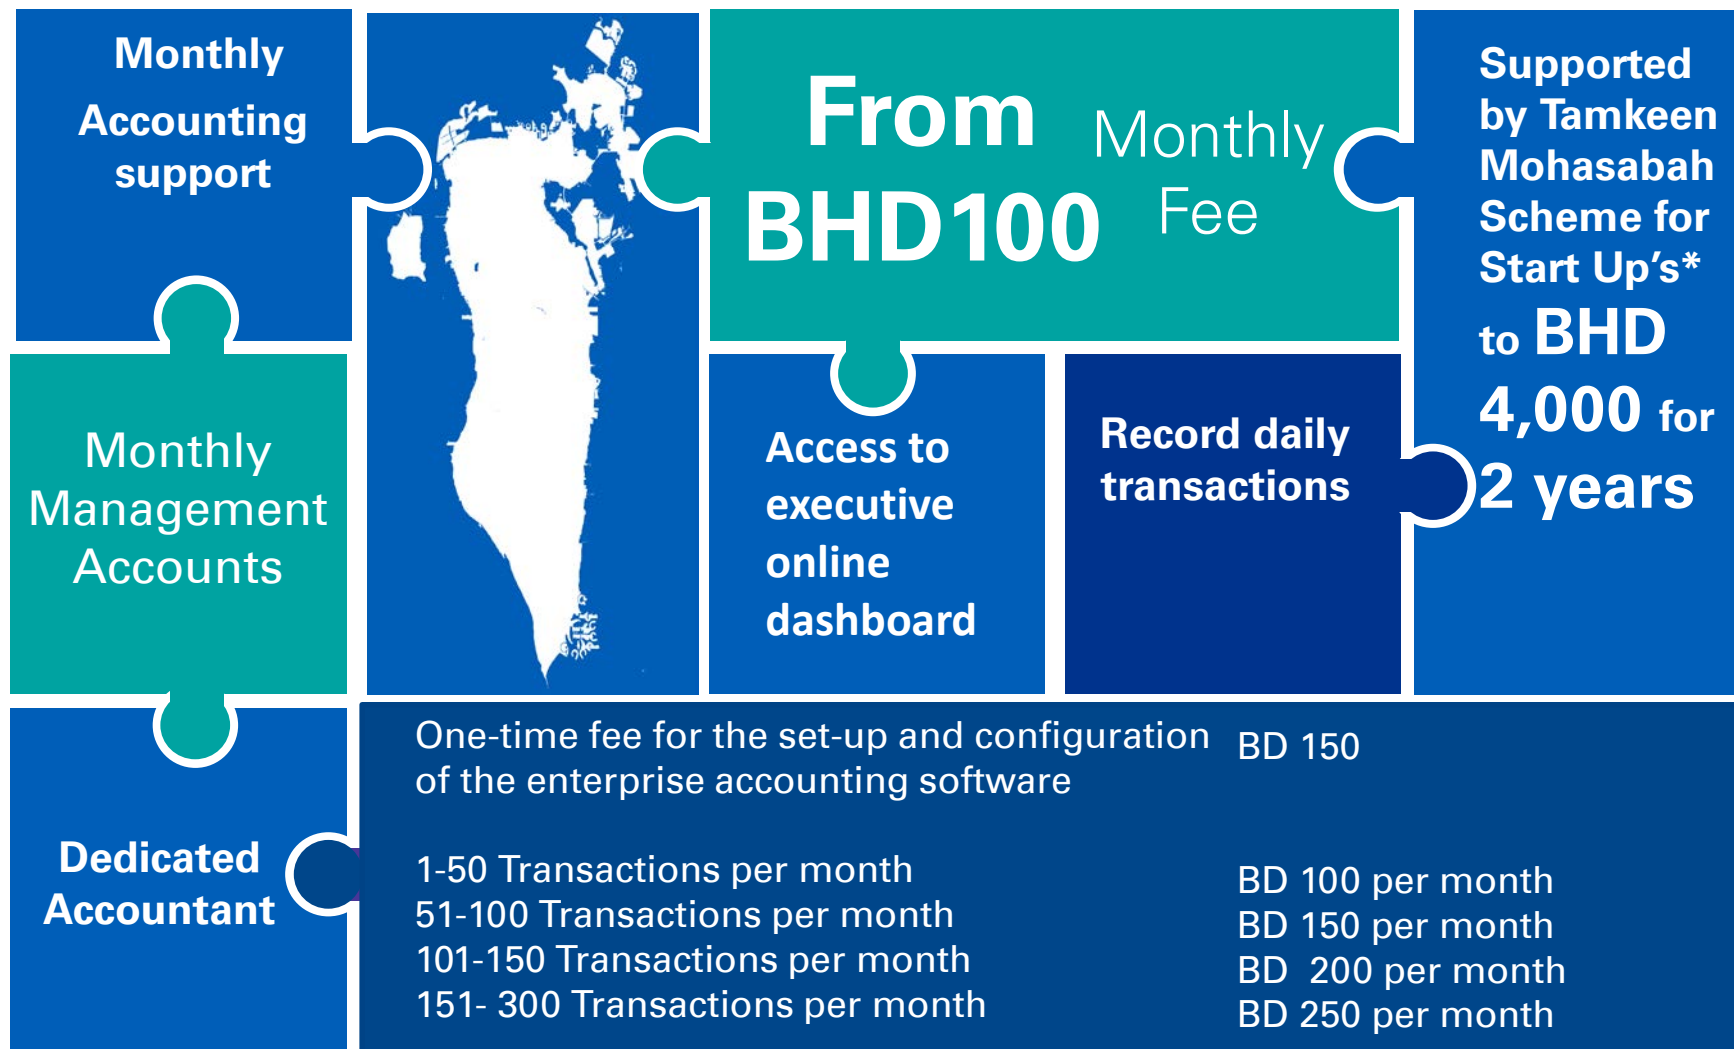 Monthly
Accounting
support
From
BHD100
Monthly
Fee
Supported
by Tamkeen
Mohasabah
Scheme for
Start Up’s*
to BHD
4,000 for
2 years
Monthly
Management
Accounts
Access to
executive
online
dashboard
Record daily
transactions
Dedicated
Accountant
One-time fee for the set-up and configuration BD 150
of the enterprise accounting software
1-50 Transactions per month BD 100 per month
51-100 Transactions per month BD 150 per month
101-150 Transactions per month BD 200 per month
151- 300 Transactions per month BD 250 per month